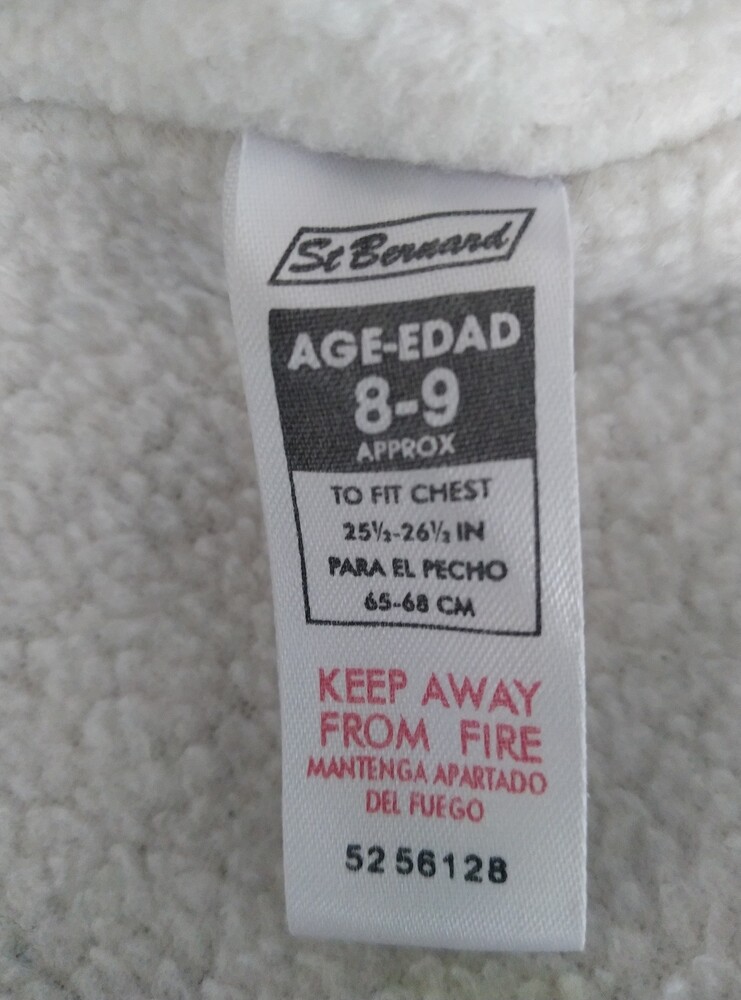 St Bernard
AGE-EDAD
8-9
APPROX
TO FIT CHEST
25½-26½ IN
PARA EL PECHO
65-68 CM
KEEP AWAY
FROM FIRE
MANTENGA APARTADO
DEL FUEGO
52 56128